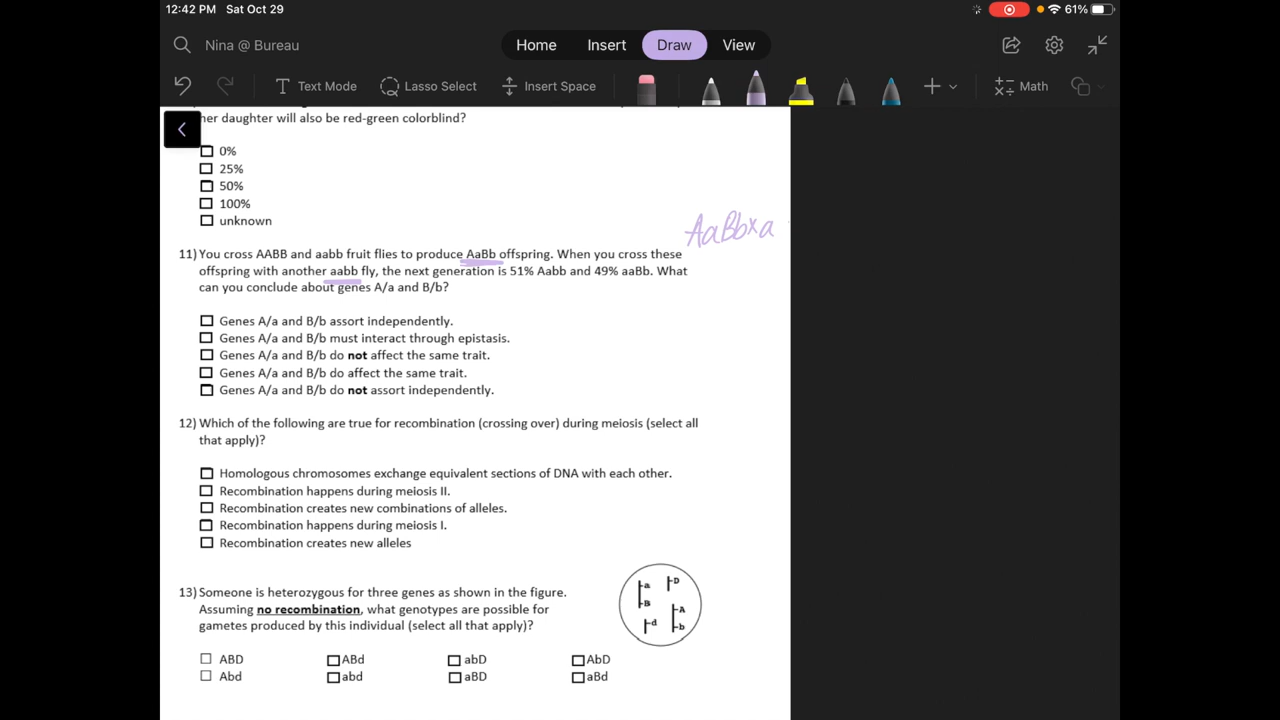 12:42 PM Sat Oct 29
61%
Nina @ Bureau
Home Insert Draw View
Text Mode Lasso Select Insert Space Math
her daughter will also be red-green colorblind?
0%
25%
50%
100%
unknown
AaBb×a
11) You cross AABB and aabb fruit flies to produce AaBb offspring. When you cross these
offspring with another aabb fly, the next generation is 51% Aabb and 49% aaBb. What
can you conclude about genes A/a and B/b?
Genes A/a and B/b assort independently.
Genes A/a and B/b must interact through epistasis.
Genes A/a and B/b do not affect the same trait.
Genes A/a and B/b do affect the same trait.
Genes A/a and B/b do not assort independently.
12) Which of the following are true for recombination (crossing over) during meiosis (select all
that apply)?
Homologous chromosomes exchange equivalent sections of DNA with each other.
Recombination happens during meiosis II.
Recombination creates new combinations of alleles.
Recombination happens during meiosis I.
Recombination creates new alleles
13) Someone is heterozygous for three genes as shown in the figure.
Assuming no recombination, what genotypes are possible for
gametes produced by this individual (select all that apply)?
a D
B A
d b
ABD ABd abD AbD
Abd abd aBD aBd